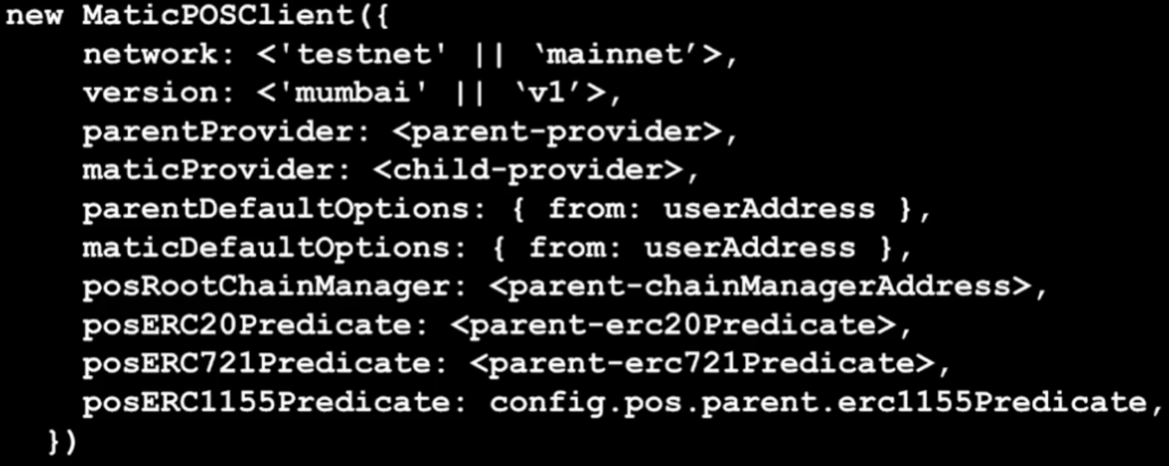 new MaticPOSClient({
network: <'testnet' || ‘mainnet’>,
version: <'mumbai' || ‘v1’>,
parentProvider: <parent-provider>,
maticProvider: <child-provider>,
parentDefaultOptions: { from: userAddress },
maticDefaultOptions: { from: userAddress },
posRootChainManager: <parent-chainManagerAddress>,
posERC20Predicate: <parent-erc20Predicate>,
posERC721Predicate: <parent-erc721Predicate>,
posERC1155Predicate: config.pos.parent.erc1155Predicate,
})